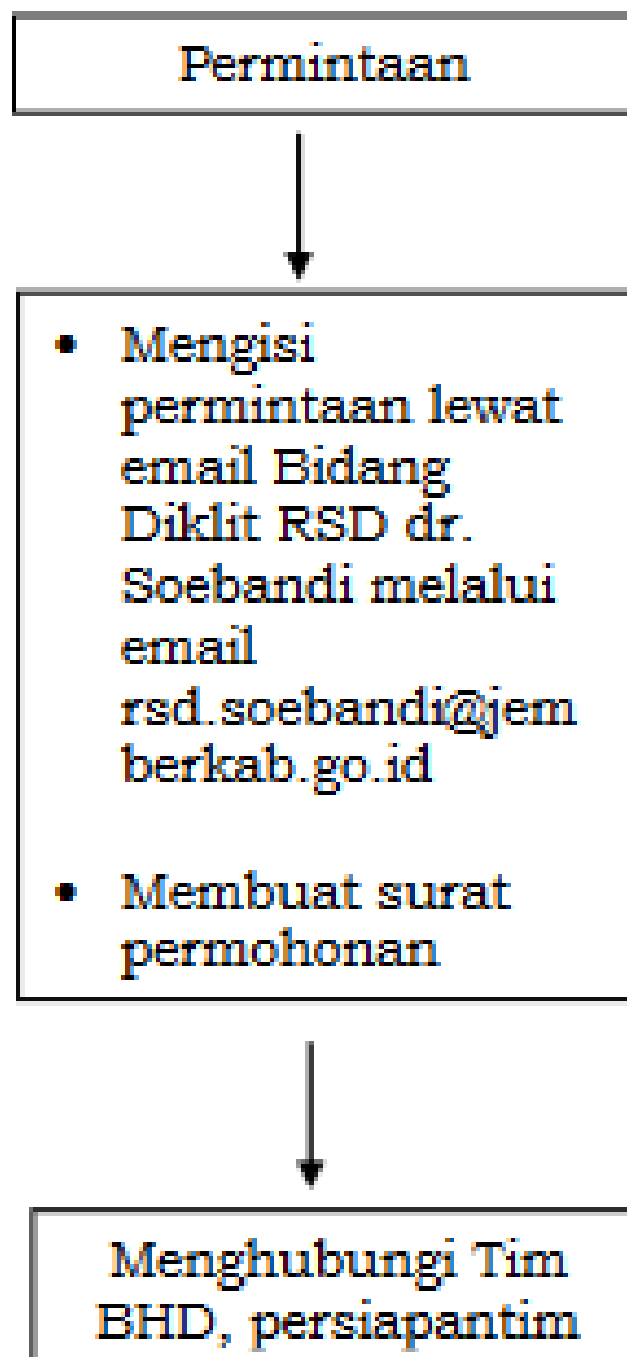 Permintaan
• Mengisi
permintaan lewat
email Bidang
Diklit RSD dr.
Soebandi melalui
email
rsd.soebandi@jem
berkab.go.id
• Membuat surat
permohonan
Menghubungi Tim
BHD, persiapantim